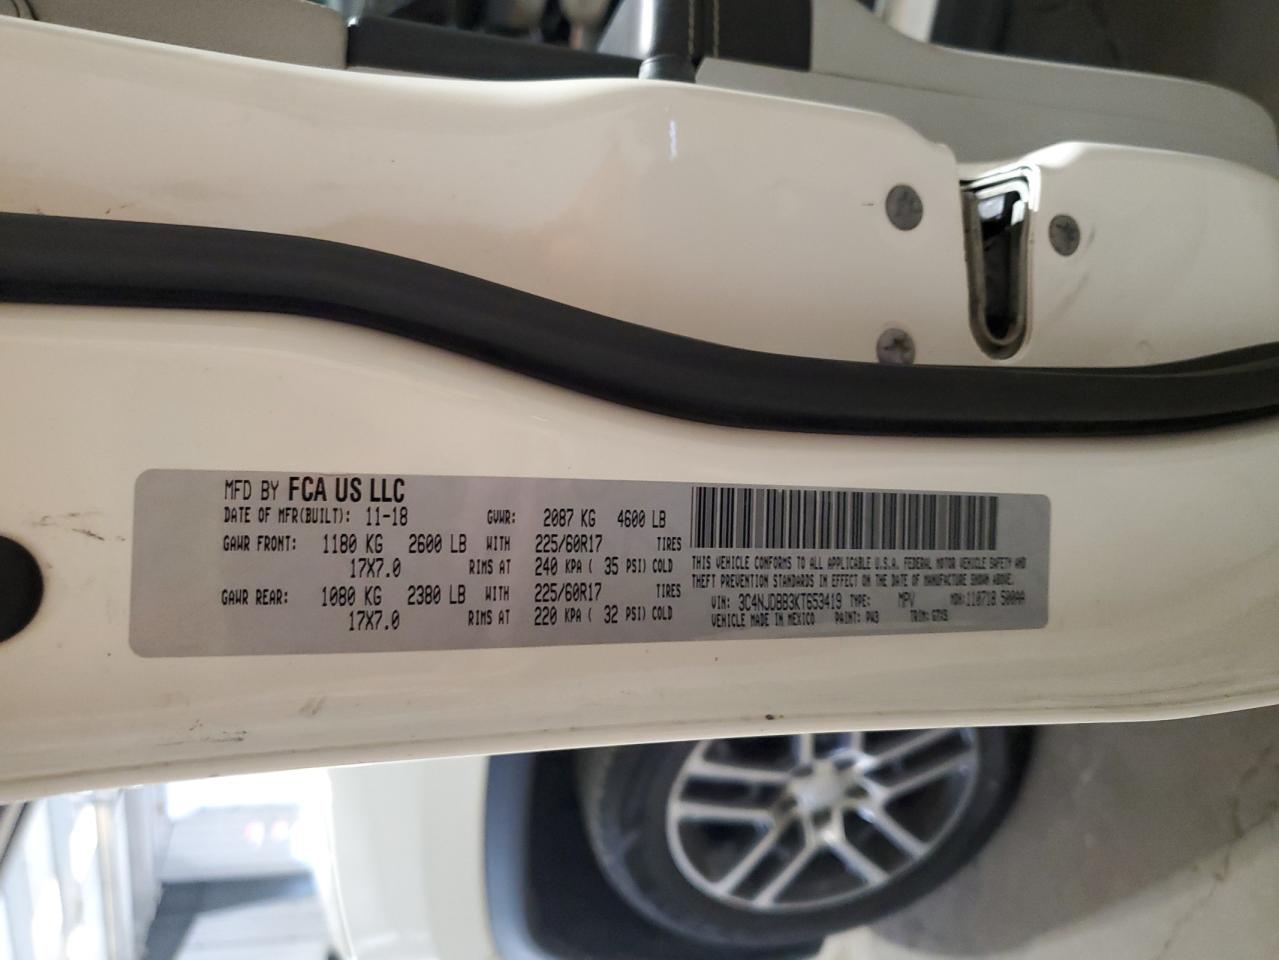 MFD BY FCA US LLC
DATE OF MFR(BUILT): 11-18 GVWR: 2087 KG 4600 LB
GAWR FRONT: 1180 KG 2600 LB WITH 225/60R17 TIRES
17X7.0 RIMS AT 240 KPA ( 35 PSI) COLD
GAWR REAR: 1080 KG 2380 LB WITH 225/60R17 TIRES
17X7.0 RIMS AT 220 KPA ( 32 PSI) COLD
THIS VEHICLE CONFORMS TO ALL APPLICABLE U.S.A. FEDERAL MOTOR VEHICLE SAFETY AND
THEFT PREVENTION STANDARDS IN EFFECT ON THE DATE OF MANUFACTURE SHOWN ABOVE.
VIN: 3C4NJDBB3KT653419 TYPE: MPV MDH: 110718 500AA
VEHICLE MADE IN MEXICO PAINT: PW3 TRIM: